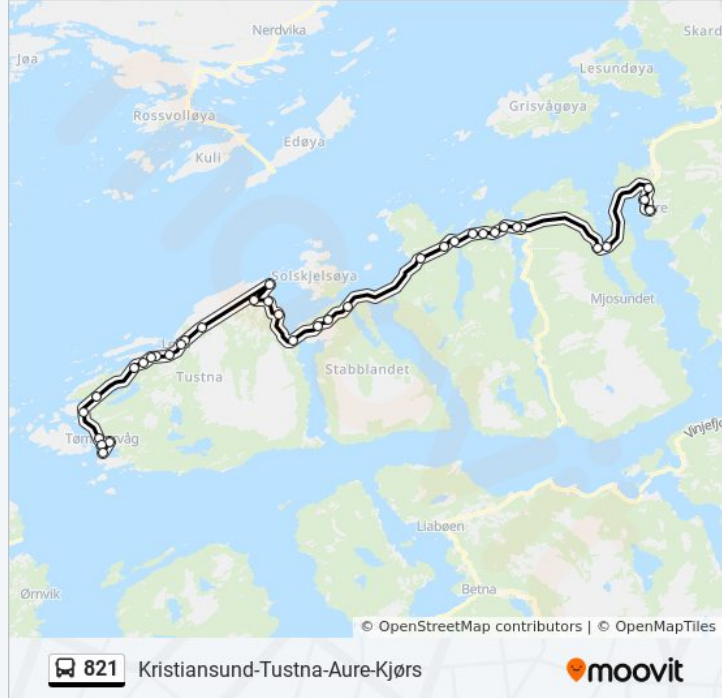 Nerdvika
Skard
Jøa
Lesundøya
Grisvågøya
Rossvolløya
Edøya
Kuli
re
Solskjelsøya
Mjosundet
Stabblandet
Tustna
Vinjefj
Liabøen
Betna
Ørnvik
© OpenStreetMap contributors | © OpenMapTiles
821 Kristiansund-Tustna-Aure-Kjørs
moovit